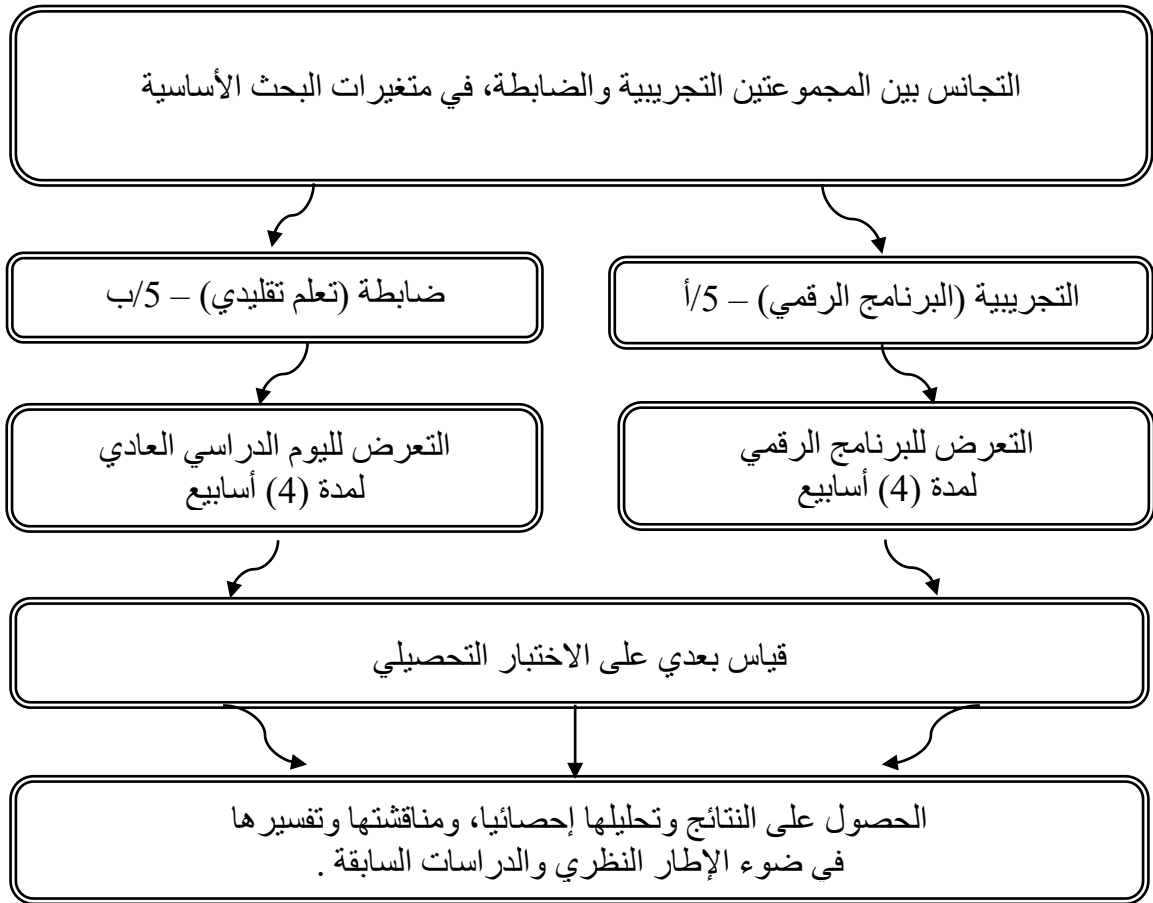 التجانس بين المجموعتين التجريبية والضابطة، في متغيرات البحث الأساسية
التجريبية (البرنامج الرقمي) – 5/أ
ضابطة (تعلم تقليدي) – 5/ب
التعرض للبرنامج الرقمي
لمدة (4) أسابيع
التعرض لليوم الدراسي العادي
لمدة (4) أسابيع
قياس بعدي على الاختبار التحصيلي
الحصول على النتائج وتحليلها إحصائيا، ومناقشتها وتفسيرها
في ضوء الإطار النظري والدراسات السابقة .